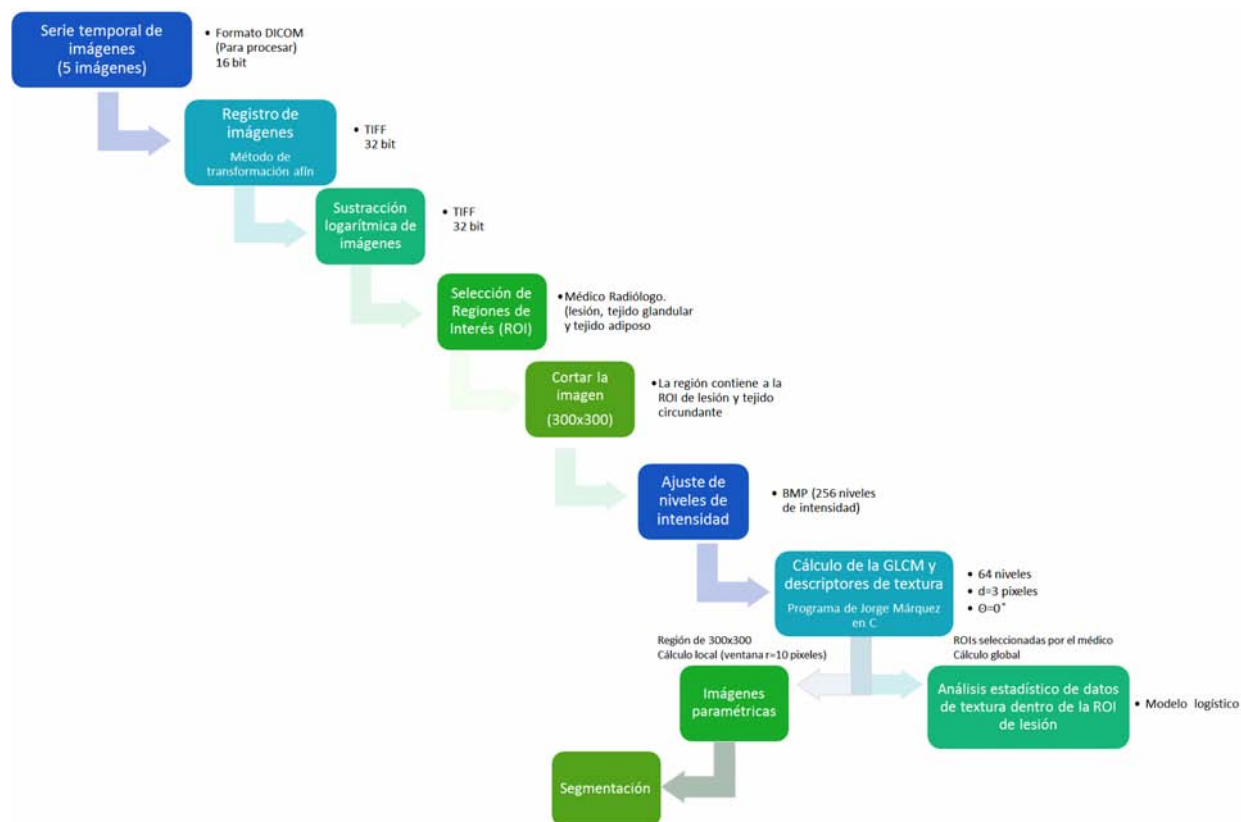 Serie temporal de
imágenes
(5 imágenes)
• Formato DICOM
(Para procesar)
16 bit
Registro de
imágenes
Método de
transformación afín
• TIFF
32 bit
Sustracción
logarítmica de
imágenes
• TIFF
32 bit
Selección de
Regiones de
Interés (ROI)
• Médico Radiólogo.
(lesión, tejido glandular
y tejido adiposo
Cortar la
imagen
(300x300)
• La región contiene a la
ROI de lesión y tejido
circundante
Ajuste de
niveles de
intensidad
• BMP (256 niveles
de intensidad)
Cálculo de la GLCM y
descriptores de textura
Programa de Jorge Márquez
en C
• 64 niveles
• d=3 pixeles
• Θ=0˚
Región de 300x300
Cálculo local (ventana r=10 pixeles)
ROIs seleccionadas por el médico
Cálculo global
Imágenes
paramétricas
Análisis estadístico de datos
de textura dentro de la ROI
de lesión
• Modelo logístico
Segmentación